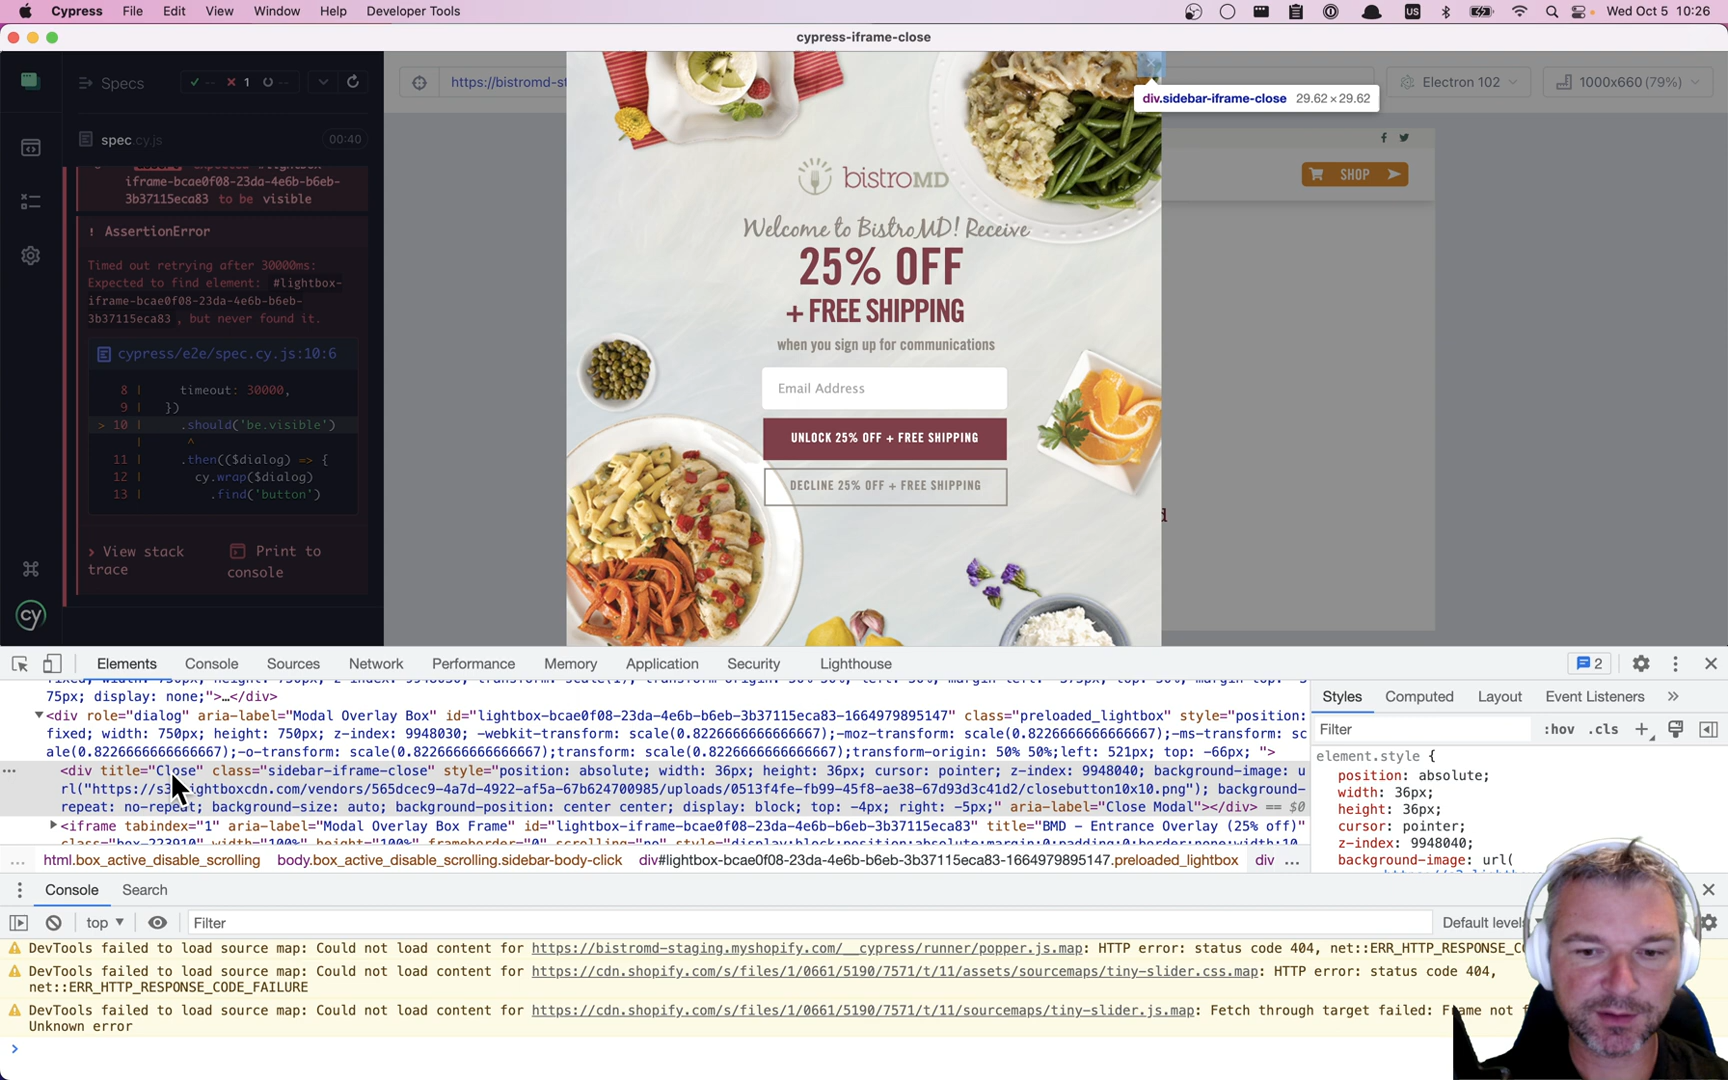 Cypress File Edit View Window Help Developer Tools US Wed Oct 5 10:26
cypress-iframe-close
Specs -- 1 --
https://bistromd-st
Electron 102
1000x660 (79%)
div.sidebar-iframe-close 29.62 × 29.62
spec.cy.js 00:40
iframe-bcae0f08-23da-4e6b-b6eb-
3b37115eca83 to be visible
! AssertionError
Timed out retrying after 30000ms:
Expected to find element: #lightbox-
iframe-bcae0f08-23da-4e6b-b6eb-
3b37115eca83 , but never found it.
cypress/e2e/spec.cy.js:10:6
8 | timeout: 30000,
9 | })
> 10 | .should('be.visible')
| ^
11 | .then(($dialog) => {
12 | cy.wrap($dialog)
13 | .find('button')
> View stack trace
Print to console
cy
bistroMD
Welcome to BistroMD! Receive
25% OFF
+ FREE SHIPPING
when you sign up for communications
Email Address
UNLOCK 25% OFF + FREE SHIPPING
DECLINE 25% OFF + FREE SHIPPING
SHOP
d
Elements Console Sources Network Performance Memory Application Security Lighthouse 2
75px; display: none;">…</div>
<div role="dialog" aria-label="Modal Overlay Box" id="lightbox-bcae0f08-23da-4e6b-b6eb-3b37115eca83-1664979895147" class="preloaded_lightbox" style="position:
fixed; width: 750px; height: 750px; z-index: 9948030; -webkit-transform: scale(0.8226666666666667);-moz-transform: scale(0.8226666666666667);-ms-transform: sc
ale(0.8226666666666667);-o-transform: scale(0.8226666666666667);transform: scale(0.8226666666666667);transform-origin: 50% 50%;left: 521px; top: -66px; ">
<div title="Close" class="sidebar-iframe-close" style="position: absolute; width: 36px; height: 36px; cursor: pointer; z-index: 9948040; background-image: u
rl("https://s3.lightboxcdn.com/vendors/565dcec9-4a7d-4922-af5a-67b624700985/uploads/0513f4fe-fb99-45f8-ae38-67d93d3c41d2/closebutton10x10.png"); background-
repeat: no-repeat; background-size: auto; background-position: center center; display: block; top: -4px; right: -5px;" aria-label="Close Modal"></div> == $0
<iframe tabindex="1" aria-label="Modal Overlay Box Frame" id="lightbox-iframe-bcae0f08-23da-4e6b-b6eb-3b37115eca83" title="BMD - Entrance Overlay (25% off)"
… html.box_active_disable_scrolling body.box_active_disable_scrolling.sidebar-body-click div#lightbox-bcae0f08-23da-4e6b-b6eb-3b37115eca83-1664979895147.preloaded_lightbox div …
Styles Computed Layout Event Listeners »
Filter :hov .cls +
element.style {
position: absolute;
width: 36px;
height: 36px;
cursor: pointer;
z-index: 9948040;
background-image: url(
Console Search
top Filter Default levels
DevTools failed to load source map: Could not load content for https://bistromd-staging.myshopify.com/__cypress/runner/popper.js.map: HTTP error: status code 404, net::ERR_HTTP_RESPONSE_CO
DevTools failed to load source map: Could not load content for https://cdn.shopify.com/s/files/1/0661/5190/7571/t/11/assets/sourcemaps/tiny-slider.css.map: HTTP error: status code 404,
net::ERR_HTTP_RESPONSE_CODE_FAILURE
DevTools failed to load source map: Could not load content for https://cdn.shopify.com/s/files/1/0661/5190/7571/t/11/sourcemaps/tiny-slider.js.map: Fetch through target failed: Frame not f
Unknown error
>